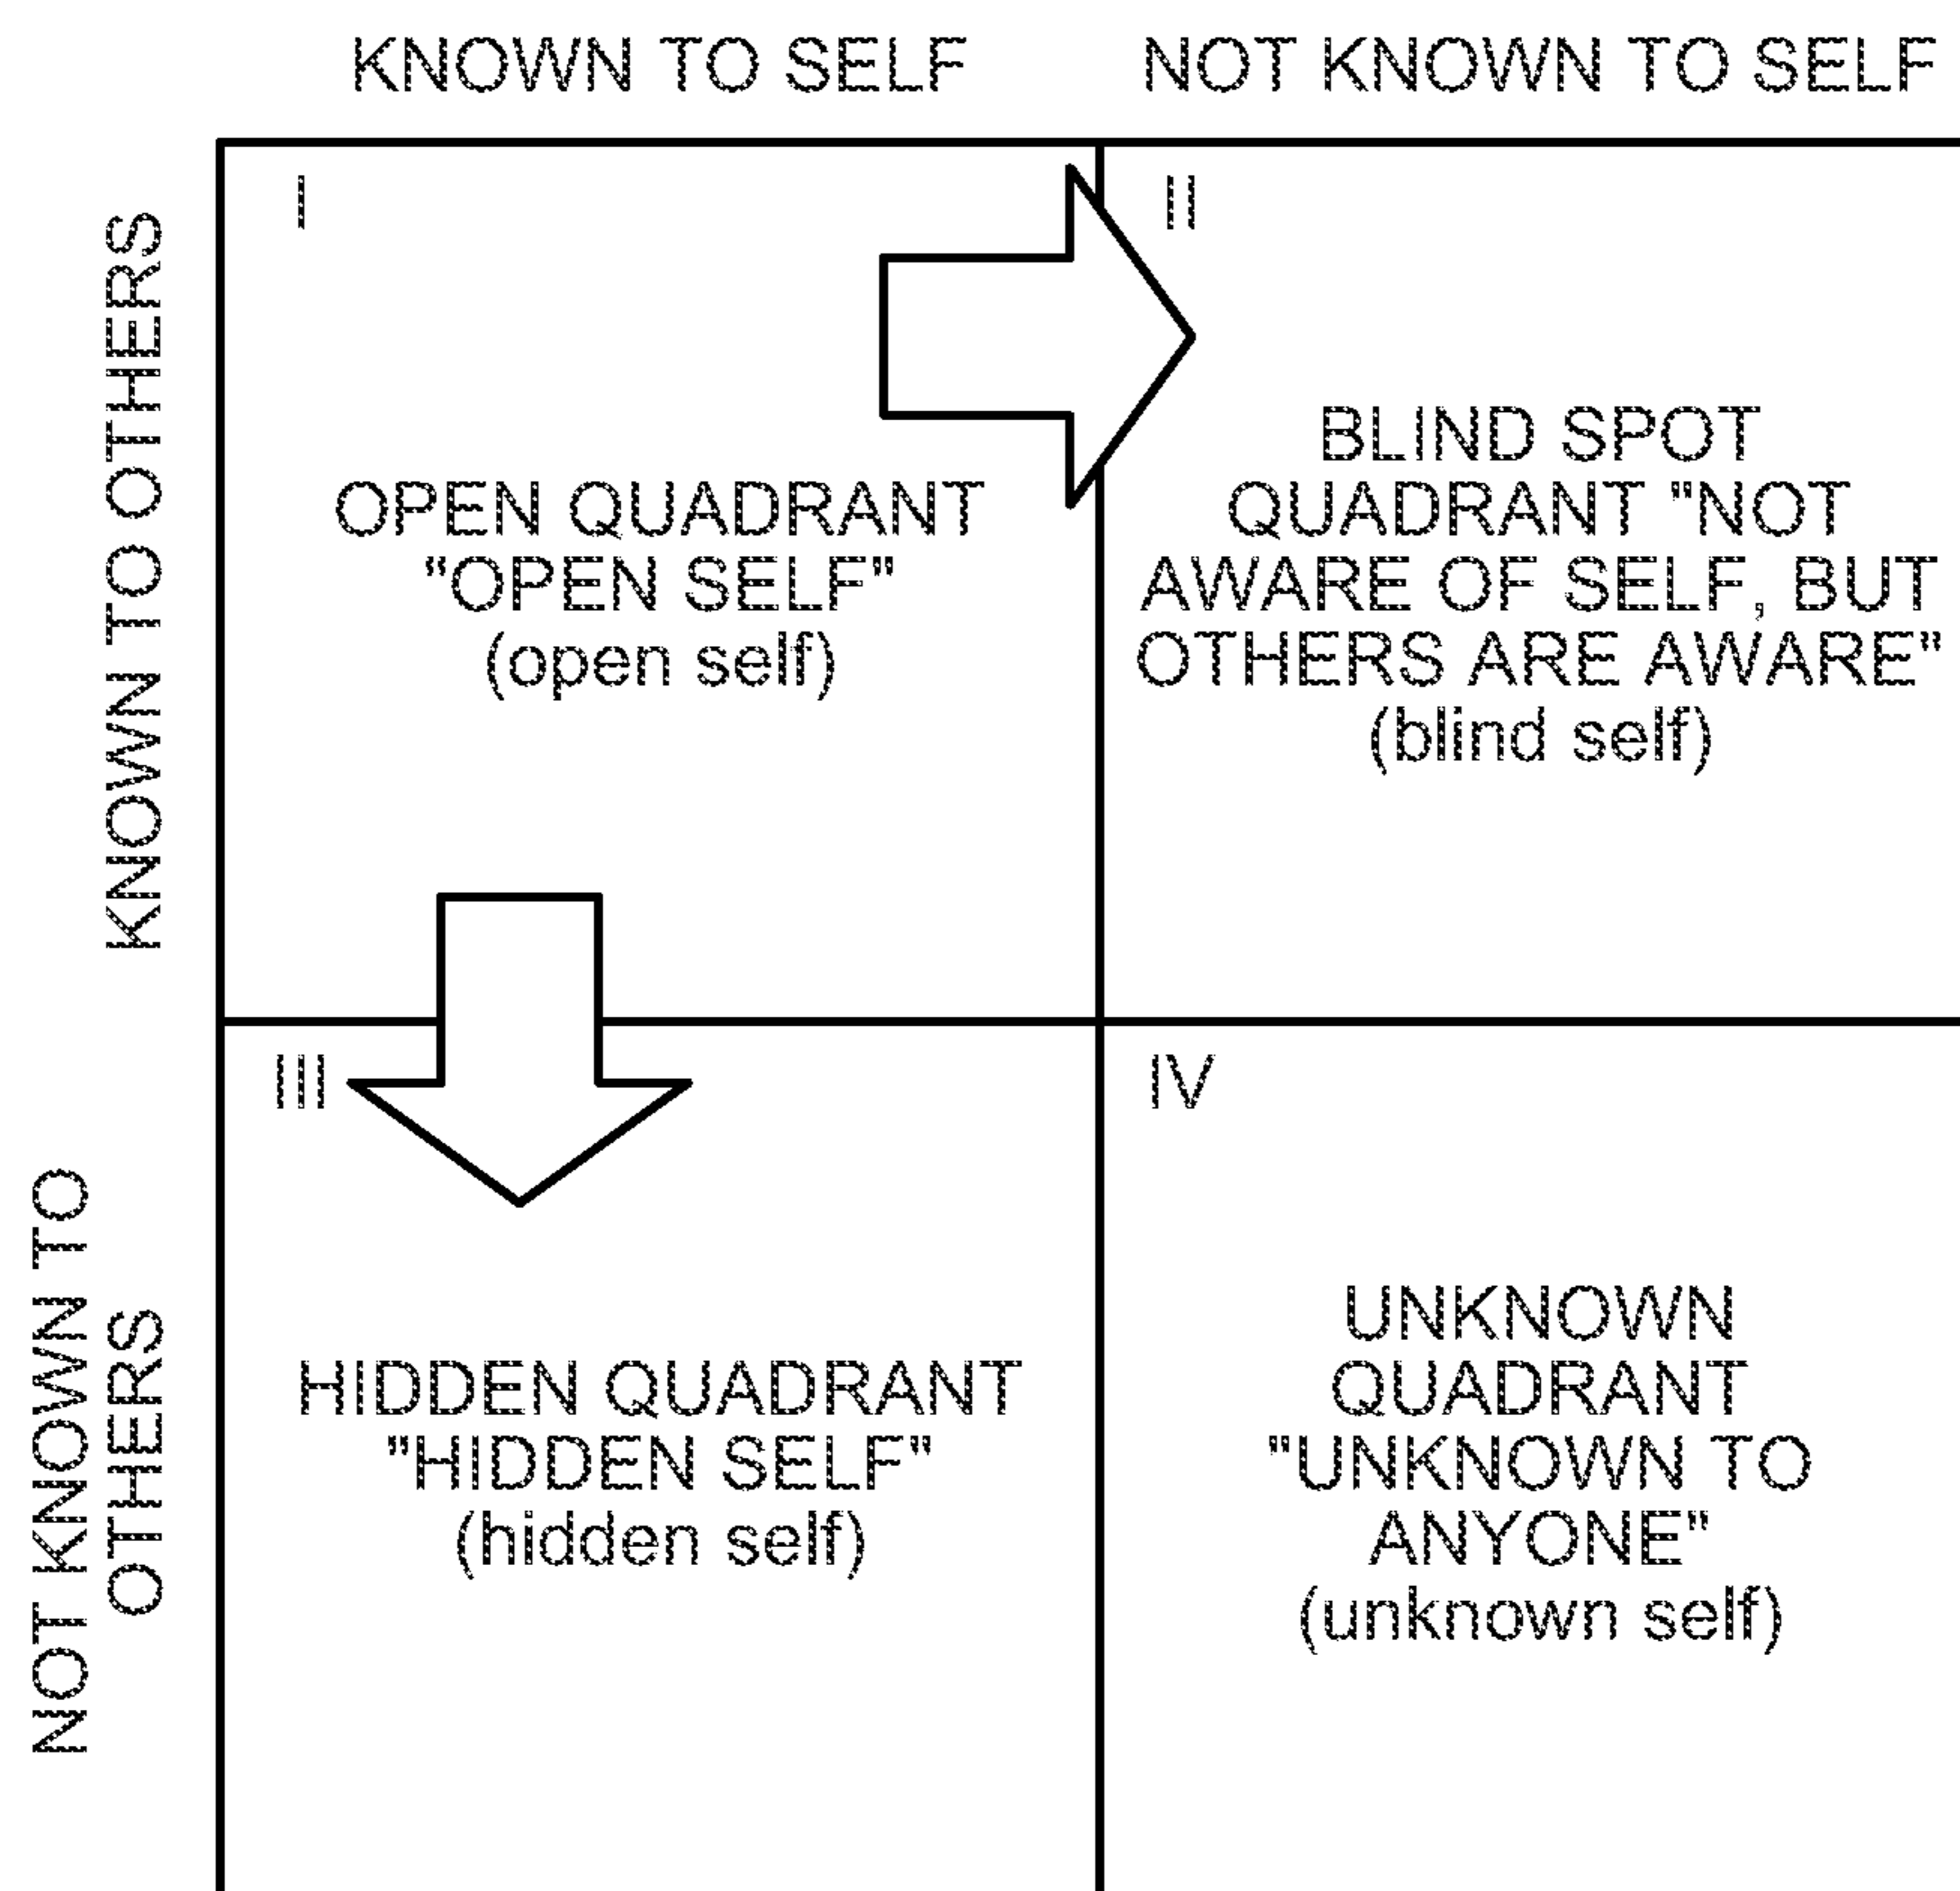 KNOWN TO SELF
NOT KNOWN TO SELF
KNOWN TO OTHERS
I
OPEN QUADRANT
"OPEN SELF"
(open self)
II
BLIND SPOT
QUADRANT "NOT
AWARE OF SELF, BUT
OTHERS ARE AWARE"
(blind self)
NOT KNOWN TO
OTHERS
III
HIDDEN QUADRANT
"HIDDEN SELF"
(hidden self)
IV
UNKNOWN
QUADRANT
"UNKNOWN TO
ANYONE"
(unknown self)